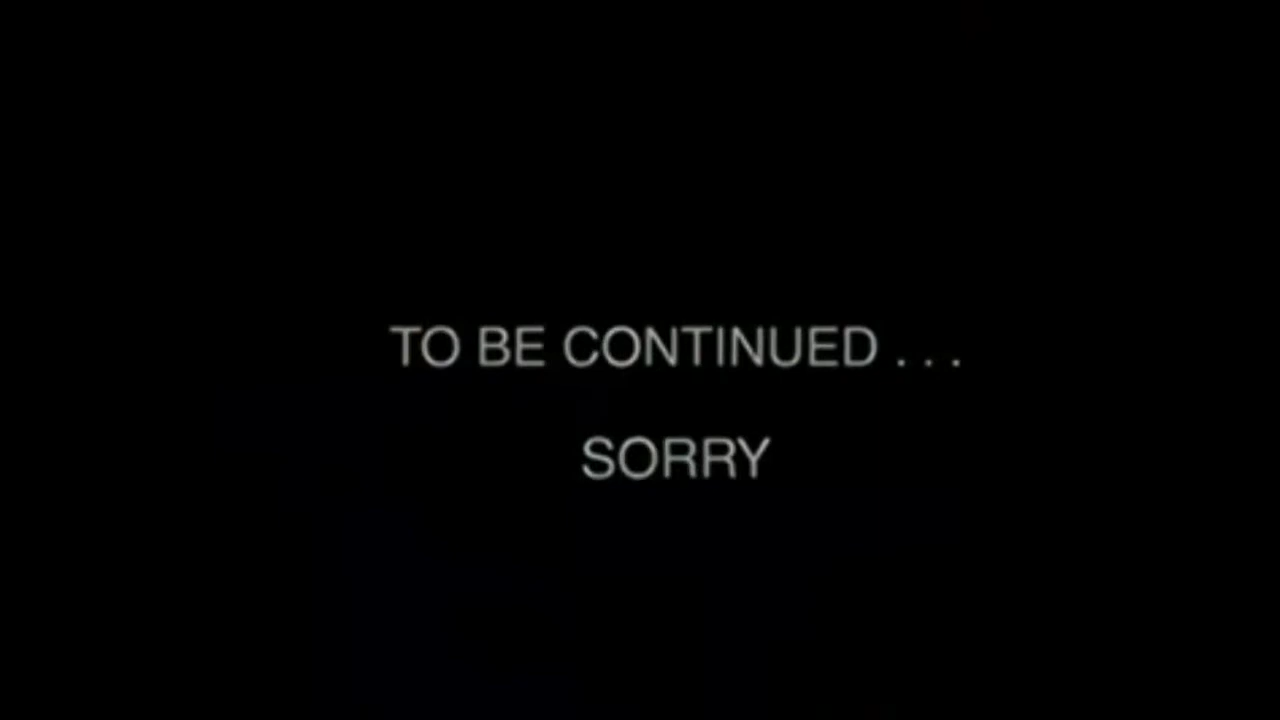 TO BE CONTINUED . . .
SORRY